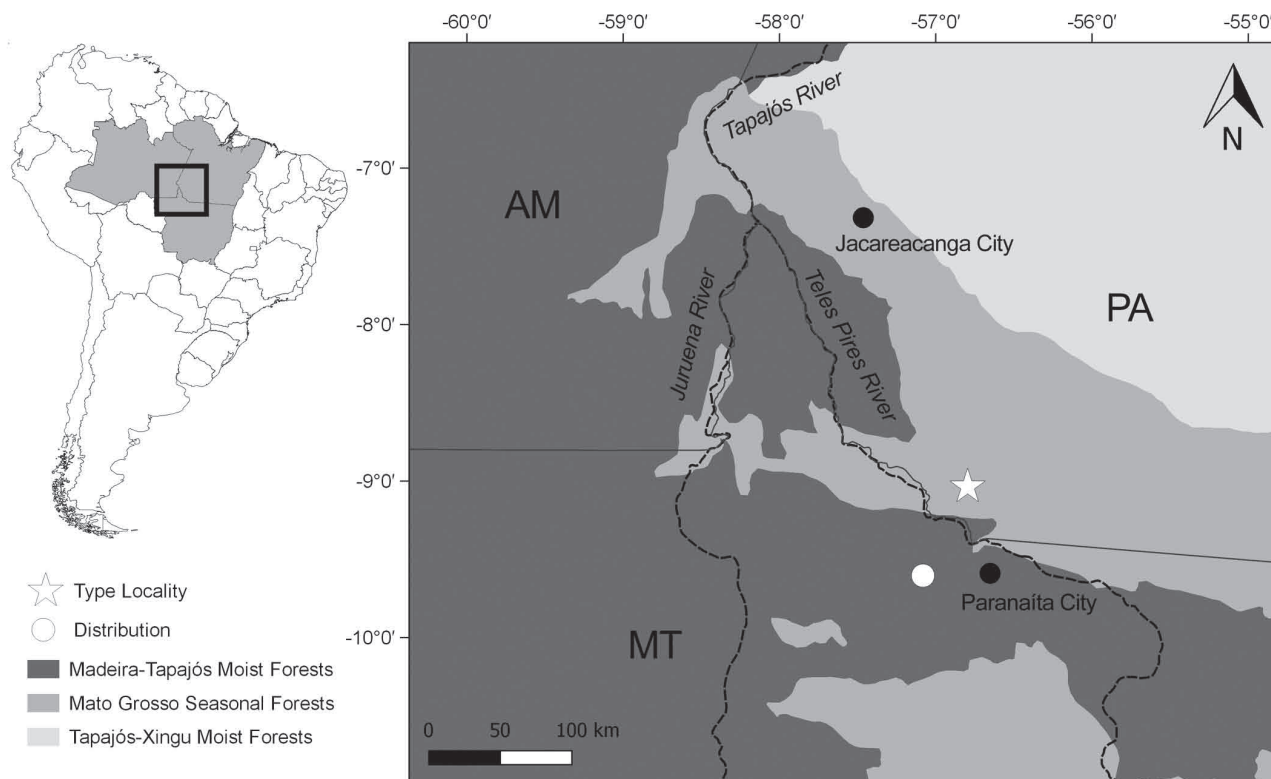 -60°0' -59°0' -58°0' -57°0' -56°0' -55°0'
-7°0'
-8°0'
-9°0'
-10°0'
Tapajós River
N
AM
Jacareacanga City
Juruena River
Teles Pires River
PA
Paranaíta City
MT
0 50 100 km
Type Locality
Distribution
Madeira-Tapajós Moist Forests
Mato Grosso Seasonal Forests
Tapajós-Xingu Moist Forests